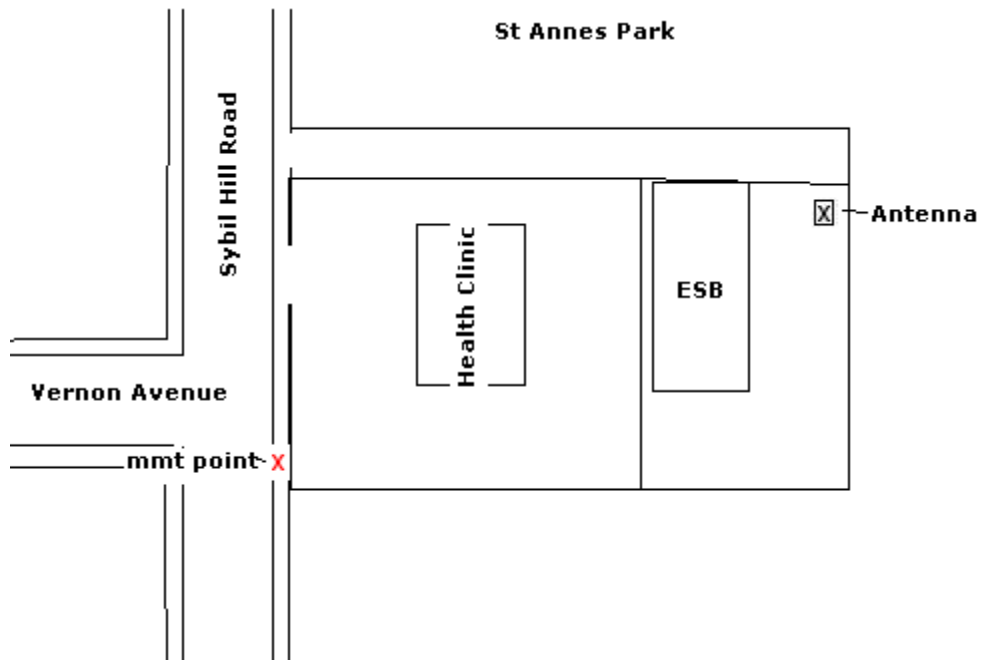 St Annes Park
Sybil Hill Road
X
Antenna
Health Clinic
ESB
Vernon Avenue
mmt point
X